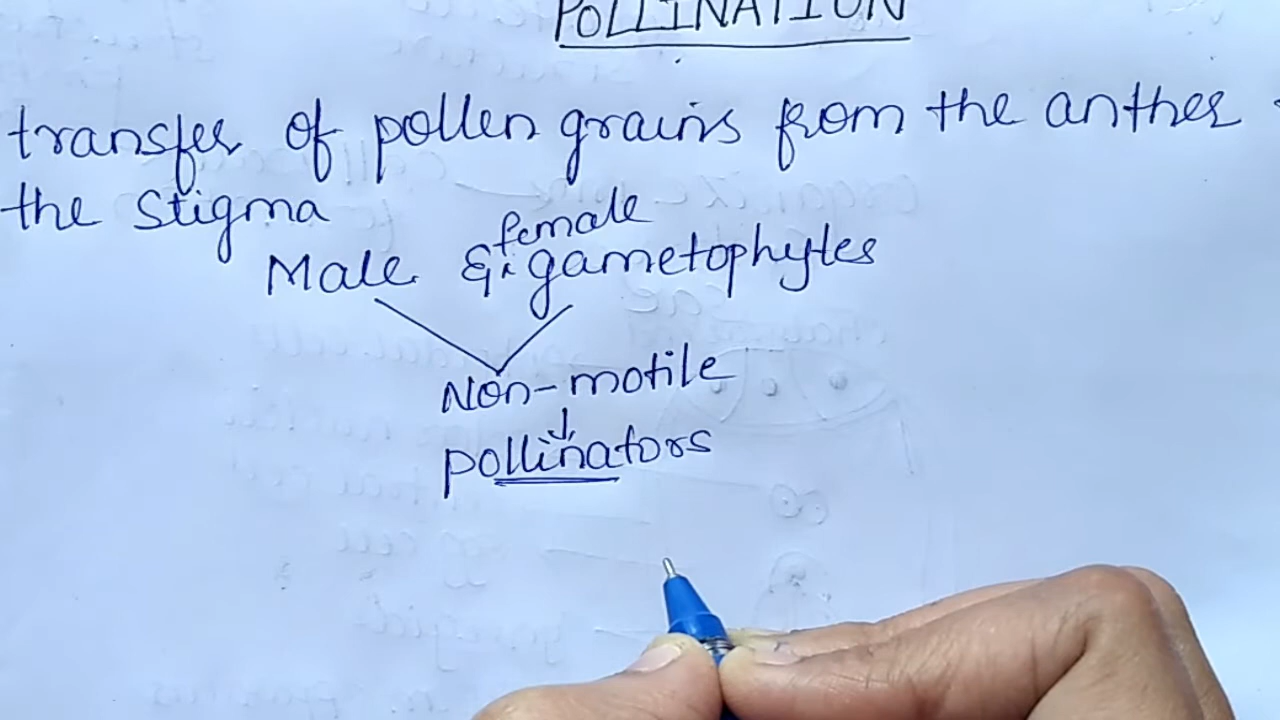 POLLINATION
transfer of pollen grains from the anther
the Stigma
female
Male & gametophytes
Non-motile
pollinators